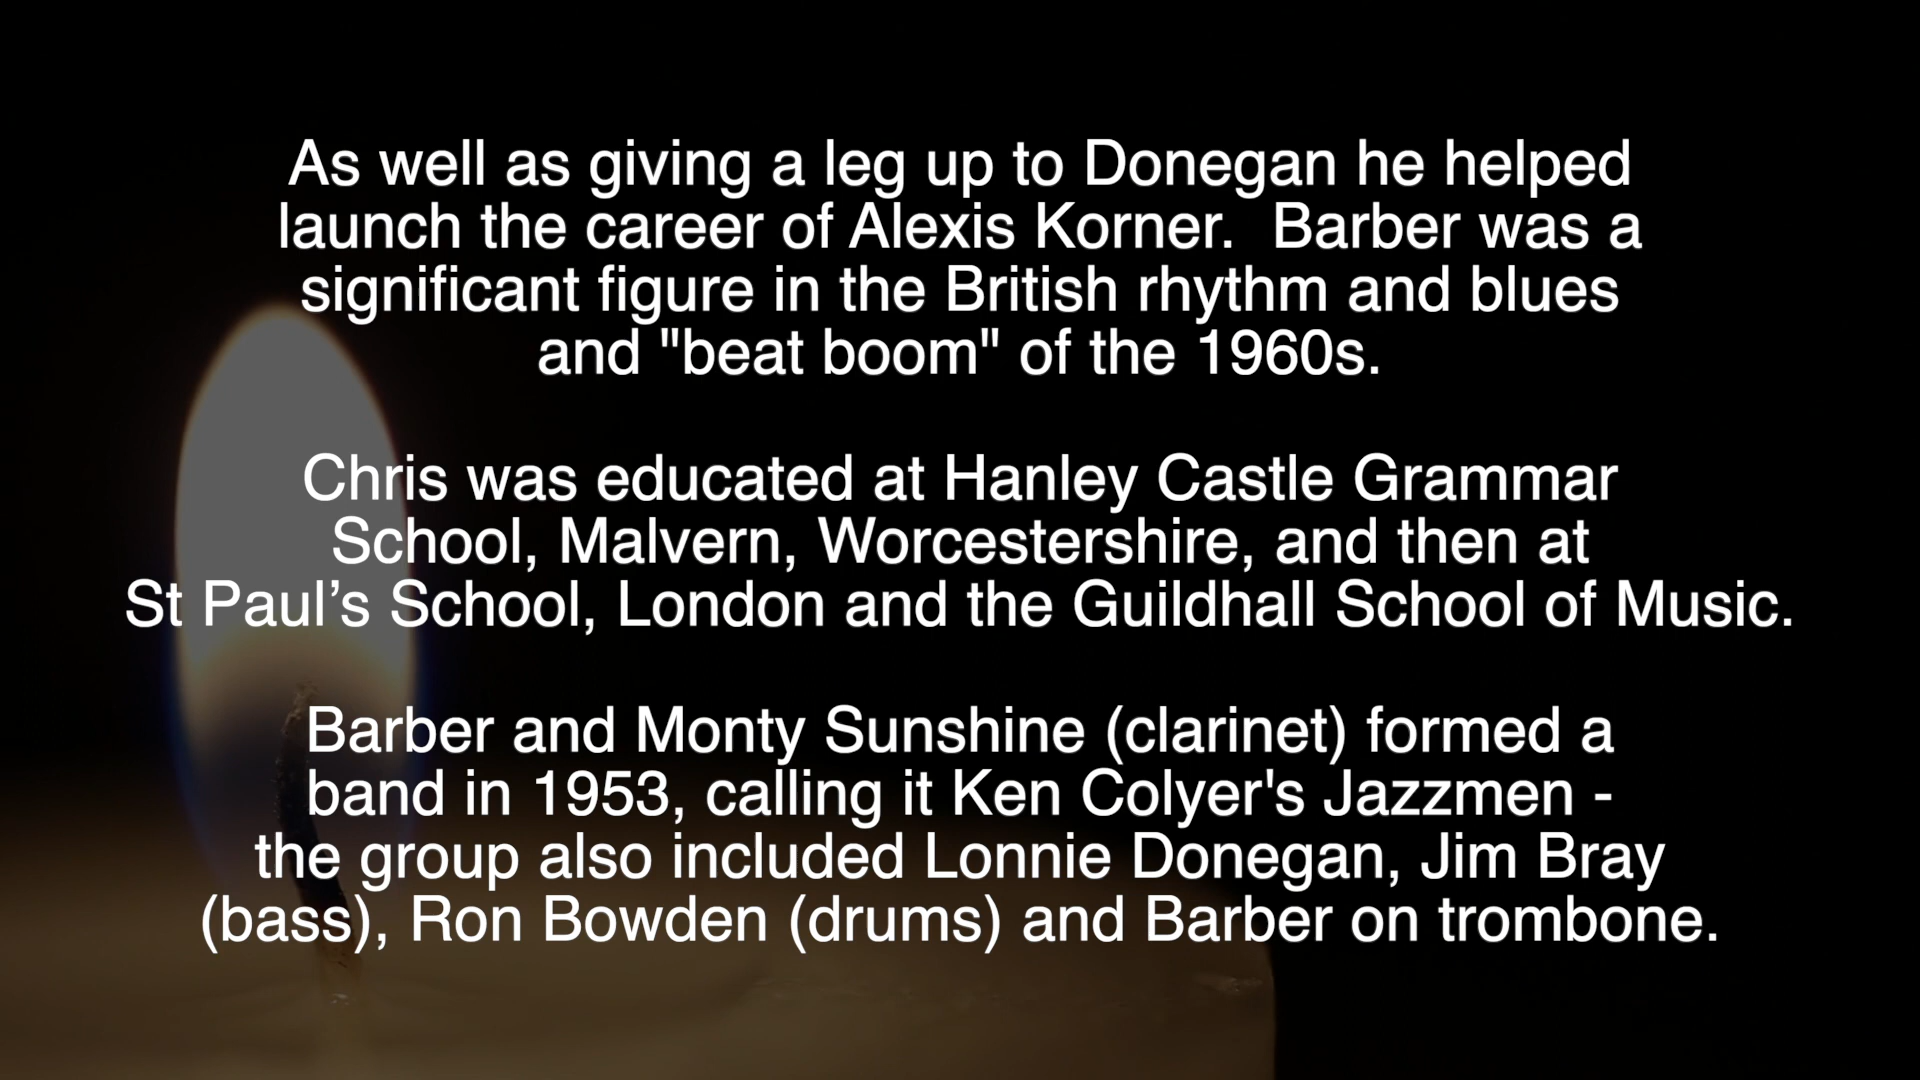 As well as giving a leg up to Donegan he helped
launch the career of Alexis Korner.  Barber was a
significant figure in the British rhythm and blues
and "beat boom" of the 1960s.
Chris was educated at Hanley Castle Grammar
School, Malvern, Worcestershire, and then at
St Paul’s School, London and the Guildhall School of Music.
Barber and Monty Sunshine (clarinet) formed a
band in 1953, calling it Ken Colyer's Jazzmen -
the group also included Lonnie Donegan, Jim Bray
(bass), Ron Bowden (drums) and Barber on trombone.